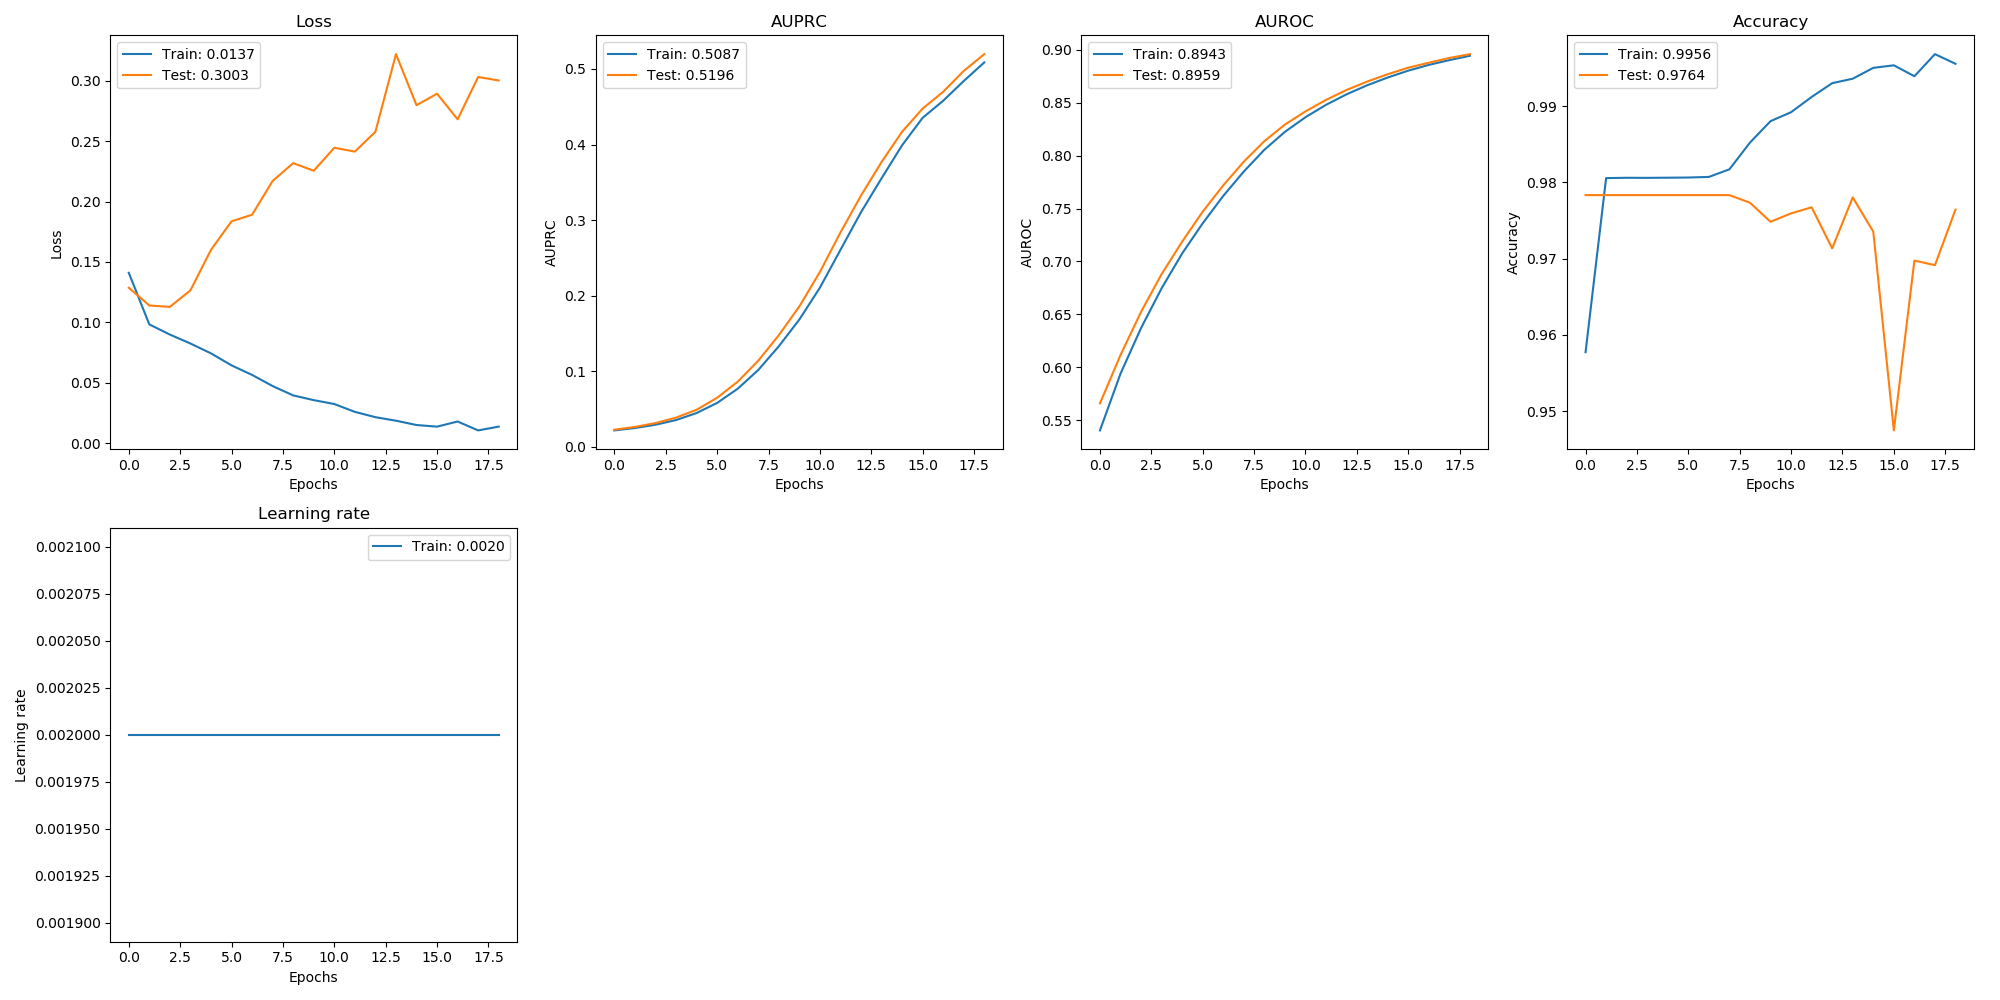 Loss
Train: 0.0137
Test: 0.3003
0.30
0.25
0.20
0.15
0.10
0.05
0.00
Loss
0.0 2.5 5.0 7.5 10.0 12.5 15.0 17.5
Epochs
AUPRC
Train: 0.5087
Test: 0.5196
0.5
0.4
0.3
0.2
0.1
0.0
AUPRC
0.0 2.5 5.0 7.5 10.0 12.5 15.0 17.5
Epochs
AUROC
Train: 0.8943
Test: 0.8959
0.90
0.85
0.80
0.75
0.70
0.65
0.60
0.55
AUROC
0.0 2.5 5.0 7.5 10.0 12.5 15.0 17.5
Epochs
Accuracy
Train: 0.9956
Test: 0.9764
0.99
0.98
0.97
0.96
0.95
Accuracy
0.0 2.5 5.0 7.5 10.0 12.5 15.0 17.5
Epochs
Learning rate
Train: 0.0020
0.002100
0.002075
0.002050
0.002025
0.002000
0.001975
0.001950
0.001925
0.001900
Learning rate
0.0 2.5 5.0 7.5 10.0 12.5 15.0 17.5
Epochs